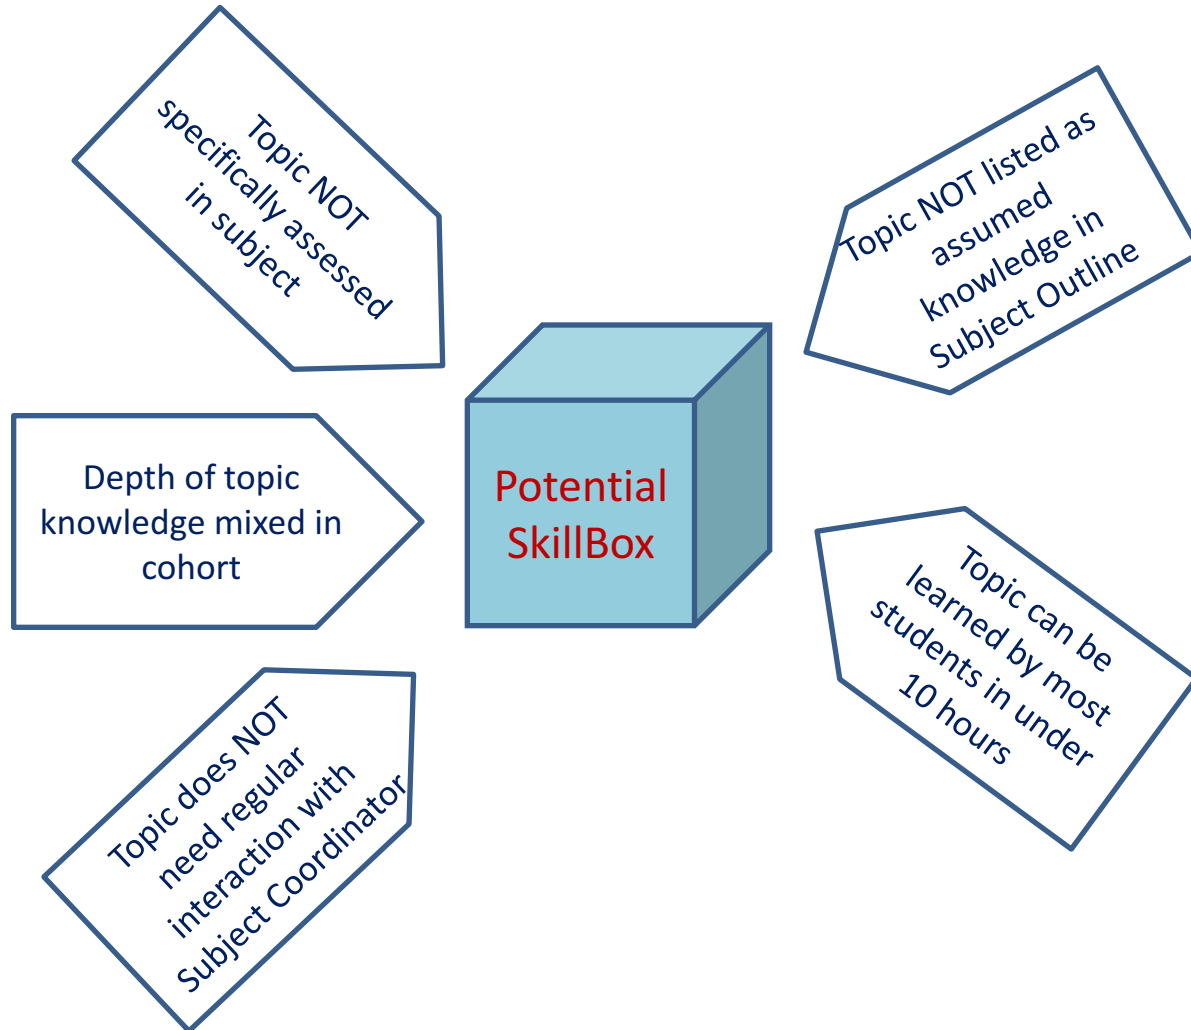 Topic NOT
specifically assessed
in subject
Topic NOT listed as
assumed
knowledge in
Subject Outline
Depth of topic
knowledge mixed in
cohort
Potential
SkillBox
Topic can be
learned by most
students in under
10 hours
Topic does NOT
need regular
interaction with
Subject Coordinator